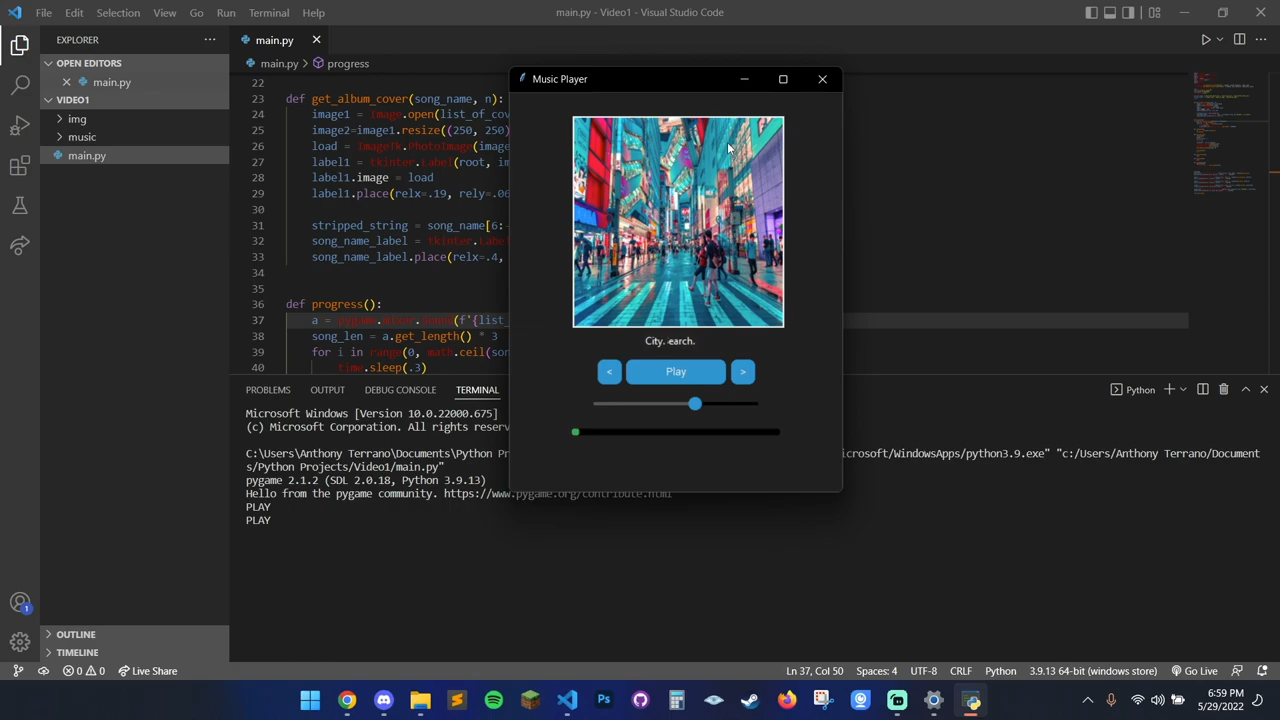 File Edit Selection View Go Run Terminal Help
main.py - Video1 - Visual Studio Code
EXPLORER
OPEN EDITORS
main.py
VIDEO1
img
music
main.py
OUTLINE
TIMELINE
main.py
main.py > progress
22
23 def get_album_cover(song_name, n):
24 image1 = Image.open(list_of_co
25 image2=image1.resize((250, 250)
26 load = ImageTk.PhotoImage(imag
27 label1 = tkinter.Label(root, i
28 label1.image = load
29 label1.place(relx=.19, rely=.0
30
31 stripped_string = song_name[6:-
32 song_name_label = tkinter.Labe
33 song_name_label.place(relx=.4,
34
35
36 def progress():
37 a = pygame.mixer.Sound(f'{list_
38 song_len = a.get_length() * 3
39 for i in range(0, math.ceil(so
40 time.sleep(.3)
Music Player
City. earch.
< Play >
PROBLEMS OUTPUT DEBUG CONSOLE TERMINAL
Python
Microsoft Windows [Version 10.0.22000.675]
(c) Microsoft Corporation. All rights reserv
C:\Users\Anthony Terrano\Documents\Python Pr
icrosoft/WindowsApps/python3.9.exe" "c:/Users/Anthony Terrano/Document
s/Python Projects/Video1/main.py"
pygame 2.1.2 (SDL 2.0.18, Python 3.9.13)
Hello from the pygame community. https://www.pygame.org/contribute.html
PLAY
PLAY
1
0 0 Live Share
Ln 37, Col 50 Spaces: 4 UTF-8 CRLF Python 3.9.13 64-bit (windows store) Go Live
6:59 PM
5/29/2022